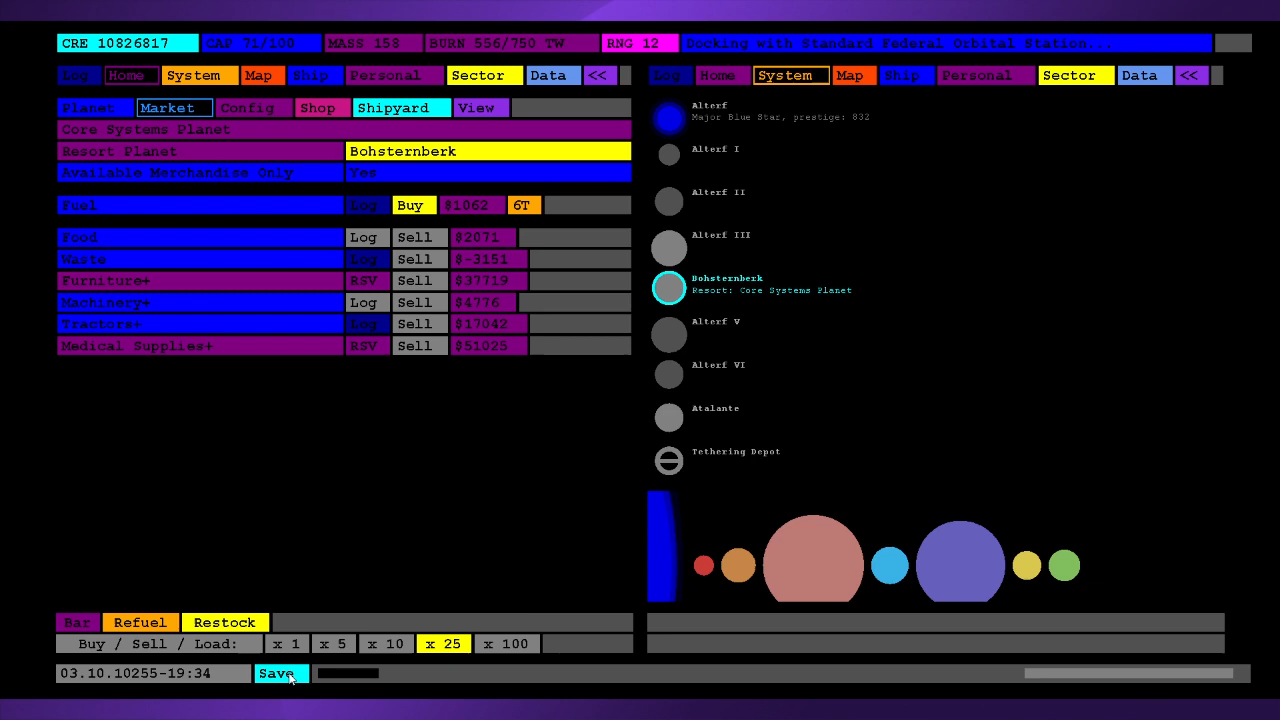 CRE 10826817 CAP 71/100 MASS 158 BURN 556/750 TW RNG 12 Docking with Standard Federal Orbital Station...
Log Home System Map Ship Personal Sector Data <<
Planet Market Config Shop Shipyard View
Core Systems Planet
Resort Planet Bohsternberk
Available Merchandise Only Yes
Fuel Log Buy $1062 6T
Food Log Sell $2071
Waste Log Sell $-3151
Furniture+ RSV Sell $37719
Machinery+ Log Sell $4776
Tractors+ Log Sell $17042
Medical Supplies+ RSV Sell $51025
Bar Refuel Restock
Buy / Sell / Load: x 1 x 5 x 10 x 25 x 100
Log Home System Map Ship Personal Sector Data <<
Alterf
Major Blue Star, prestige: 832
Alterf I
Alterf II
Alterf III
Bohsternberk
Resort: Core Systems Planet
Alterf V
Alterf VI
Atalante
Tethering Depot
03.10.10255-19:34 Save